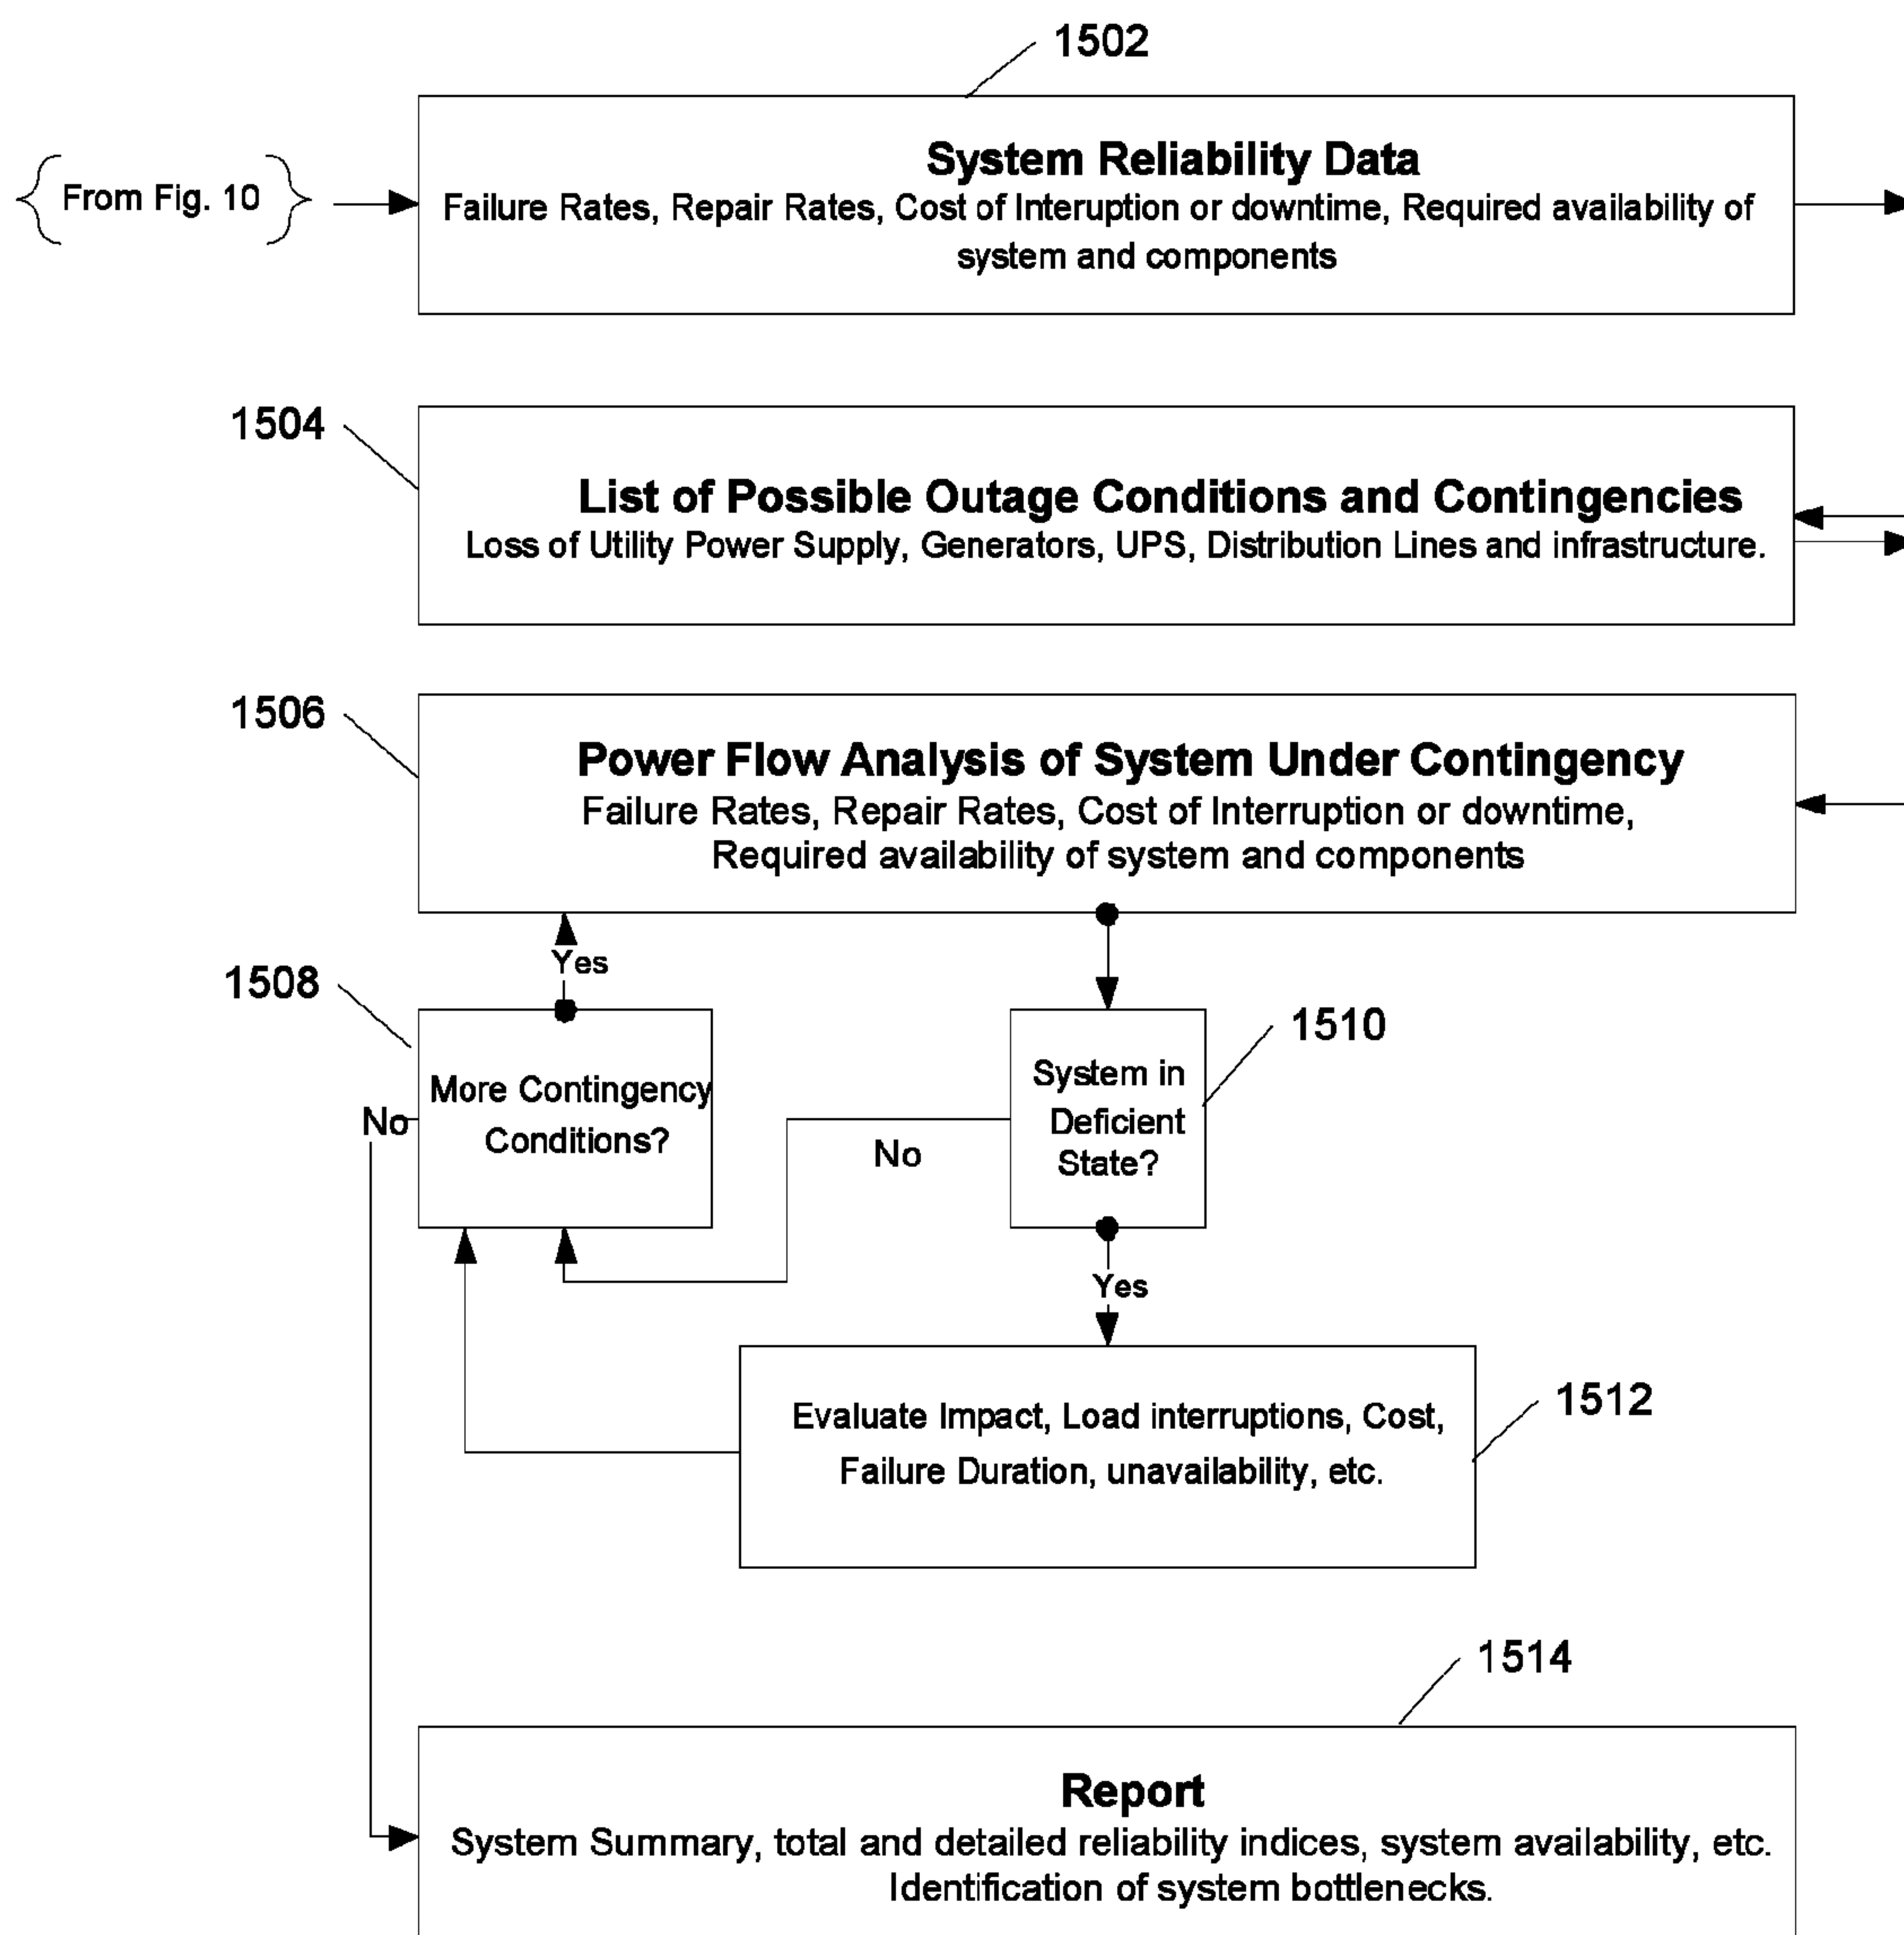 1502
From Fig. 10
System Reliability Data
Failure Rates, Repair Rates, Cost of Interuption or downtime, Required availability of
system and components
1504
List of Possible Outage Conditions and Contingencies
Loss of Utility Power Supply, Generators, UPS, Distribution Lines and infrastructure.
1506
Power Flow Analysis of System Under Contingency
Failure Rates, Repair Rates, Cost of Interruption or downtime,
Required availability of system and components
Yes
1508
More Contingency
Conditions?
No
1510
System in
Deficient
State?
No
Yes
1512
Evaluate Impact, Load interruptions, Cost,
Failure Duration, unavailability, etc.
1514
Report
System Summary, total and detailed reliability indices, system availability, etc.
Identification of system bottlenecks.